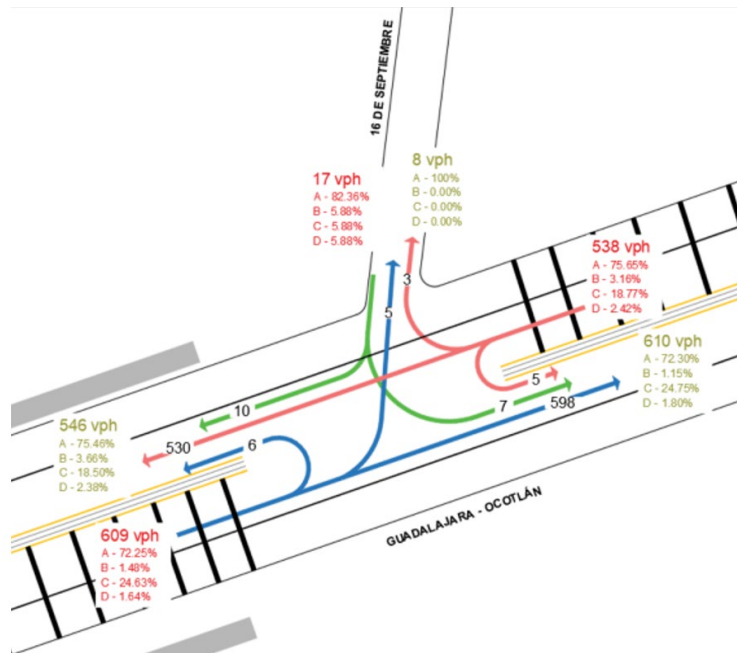 16 DE SEPTIEMBRE
8 vph
A - 100%
B - 0.00%
C - 0.00%
D - 0.00%
17 vph
A - 82.36%
B - 5.88%
C - 5.88%
D - 5.88%
538 vph
A - 75.65%
B - 3.16%
C - 18.77%
D - 2.42%
3
5
610 vph
A - 72.30%
B - 1.15%
C - 24.75%
D - 1.80%
5
7
598
10
530
6
546 vph
A - 75.46%
B - 3.66%
C - 18.50%
D - 2.38%
609 vph
A - 72.25%
B - 1.48%
C - 24.63%
D - 1.64%
GUADALAJARA - OCOTLÁN